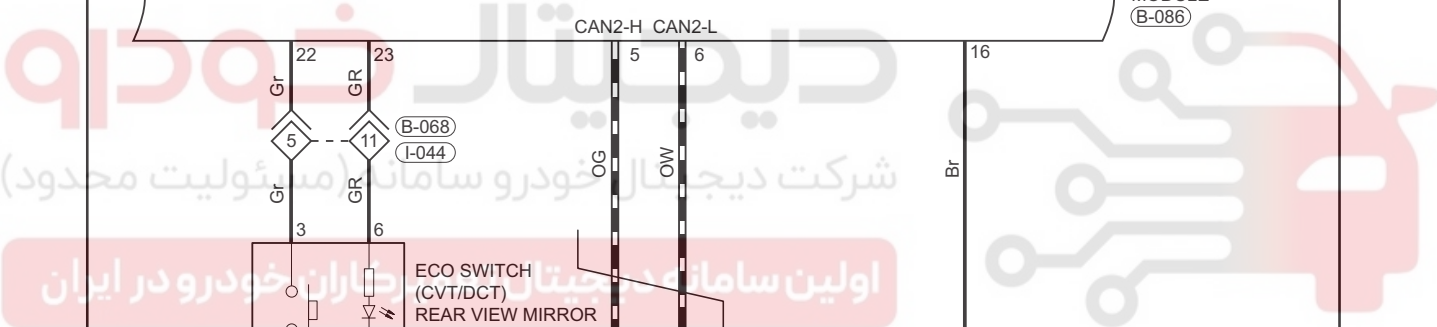 B-086
CAN2-H CAN2-L
22 23 5 6 16
Gr GR
دیجیتال خودرو
5 11 B-068
I-044
OG OW Br
شرکت دیجیتال خودرو سامانه (مسئولیت محدود)
Gr GR
3 6
اولین سامانه دیجیتال تعمیرکاران خودرو در ایران
ECO SWITCH
(CVT/DCT)
REAR VIEW MIRROR